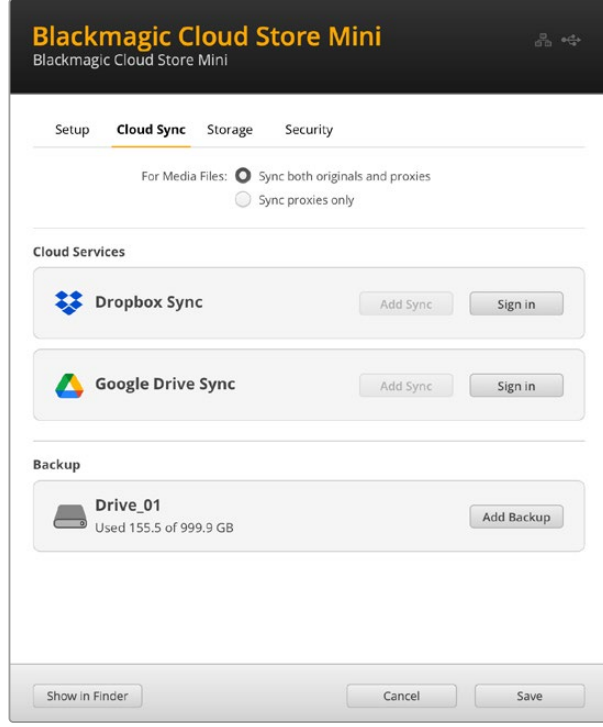 Blackmagic Cloud Store Mini
Blackmagic Cloud Store Mini
Setup Cloud Sync Storage Security
For Media Files: Sync both originals and proxies
Sync proxies only
Cloud Services
Dropbox Sync Add Sync Sign in
Google Drive Sync Add Sync Sign in
Backup
Drive_01
Used 155.5 of 999.9 GB
Add Backup
Show in Finder Cancel Save